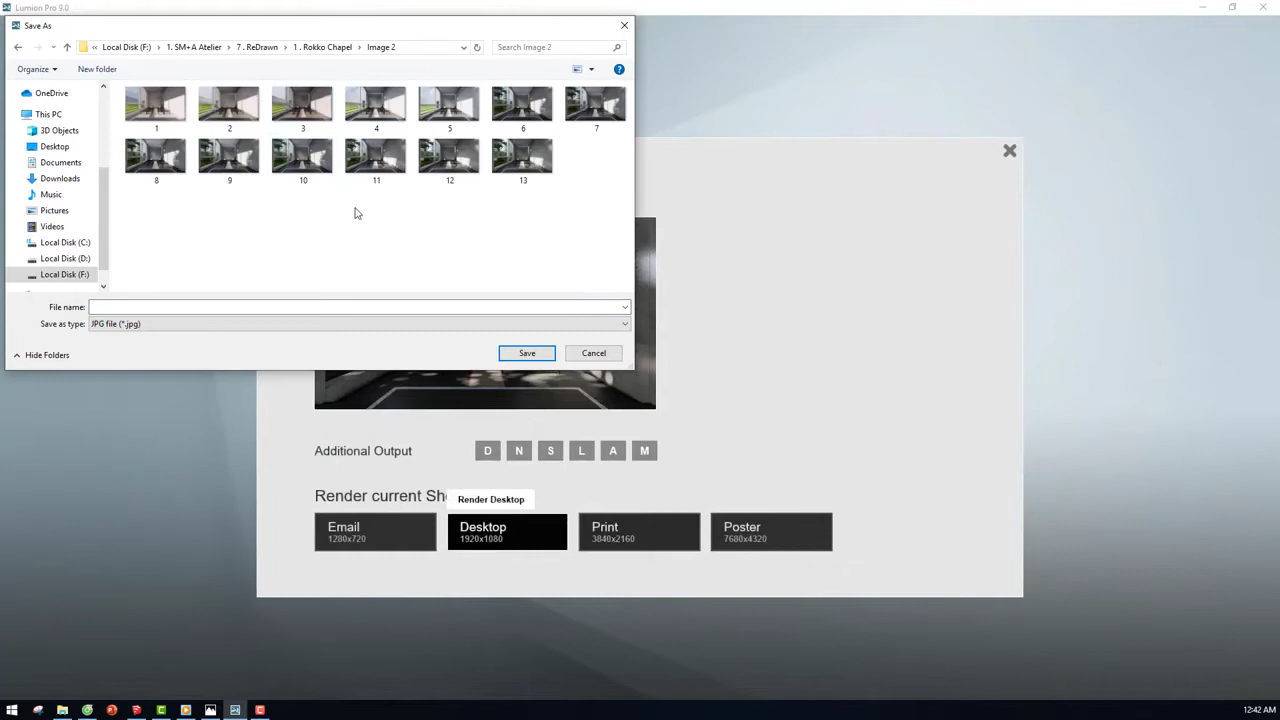 Lumion Pro 9.0
Save As
« Local Disk (F:) › 1. SM+A Atelier › 7 . ReDrawn › 1 . Rokko Chapel › Image 2
Search Image 2
Organize
New folder
OneDrive
This PC
3D Objects
Desktop
Documents
Downloads
Music
Pictures
Videos
Local Disk (C:)
Local Disk (D:)
Local Disk (F:)
1 2 3 4 5 6 7
8 9 10 11 12 13
File name:
Save as type: JPG file (*.jpg)
Hide Folders
Save
Cancel
Additional Output
D N S L A M
Render current Sh
Render Desktop
Email
1280x720
Desktop
1920x1080
Print
3840x2160
Poster
7680x4320
12:42 AM